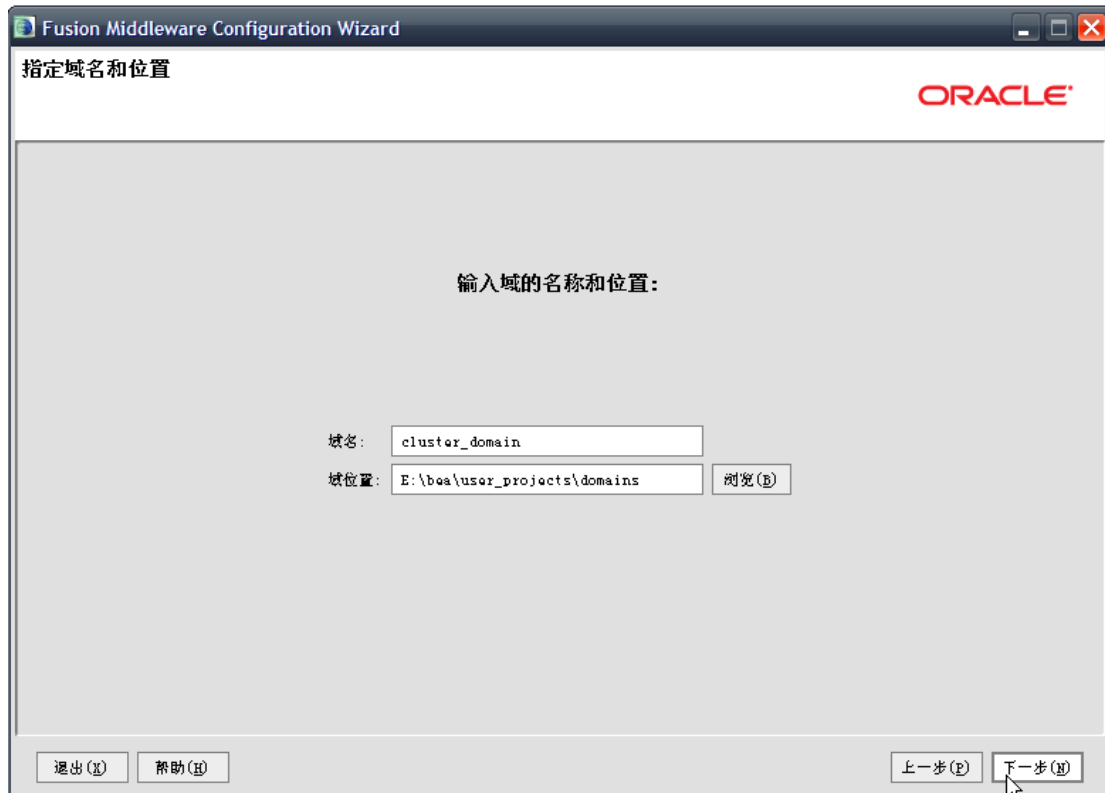 Fusion Middleware Configuration Wizard
指定域名和位置
ORACLE
输入域的名称和位置:
域名: cluster_domain
域位置: E:\bea\user_projects\domains 浏览(B)
退出(X) 帮助(H) 上一步(P) 下一步(N)